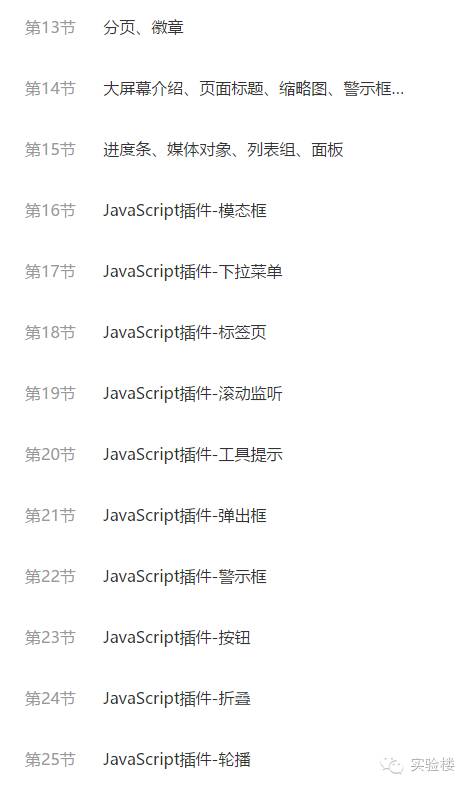 第13节 分页、徽章
第14节 大屏幕介绍、页面标题、缩略图、警示框...
第15节 进度条、媒体对象、列表组、面板
第16节 JavaScript插件-模态框
第17节 JavaScript插件-下拉菜单
第18节 JavaScript插件-标签页
第19节 JavaScript插件-滚动监听
第20节 JavaScript插件-工具提示
第21节 JavaScript插件-弹出框
第22节 JavaScript插件-警示框
第23节 JavaScript插件-按钮
第24节 JavaScript插件-折叠
第25节 JavaScript插件-轮播
实验楼